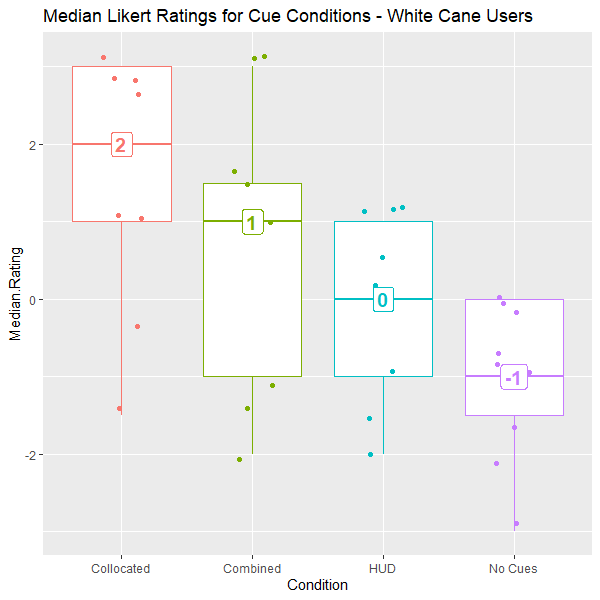 Median Likert Ratings for Cue Conditions - White Cane Users
Median.Rating
2
0
-2
2
1
0
-1
Collocated Combined HUD No Cues
Condition